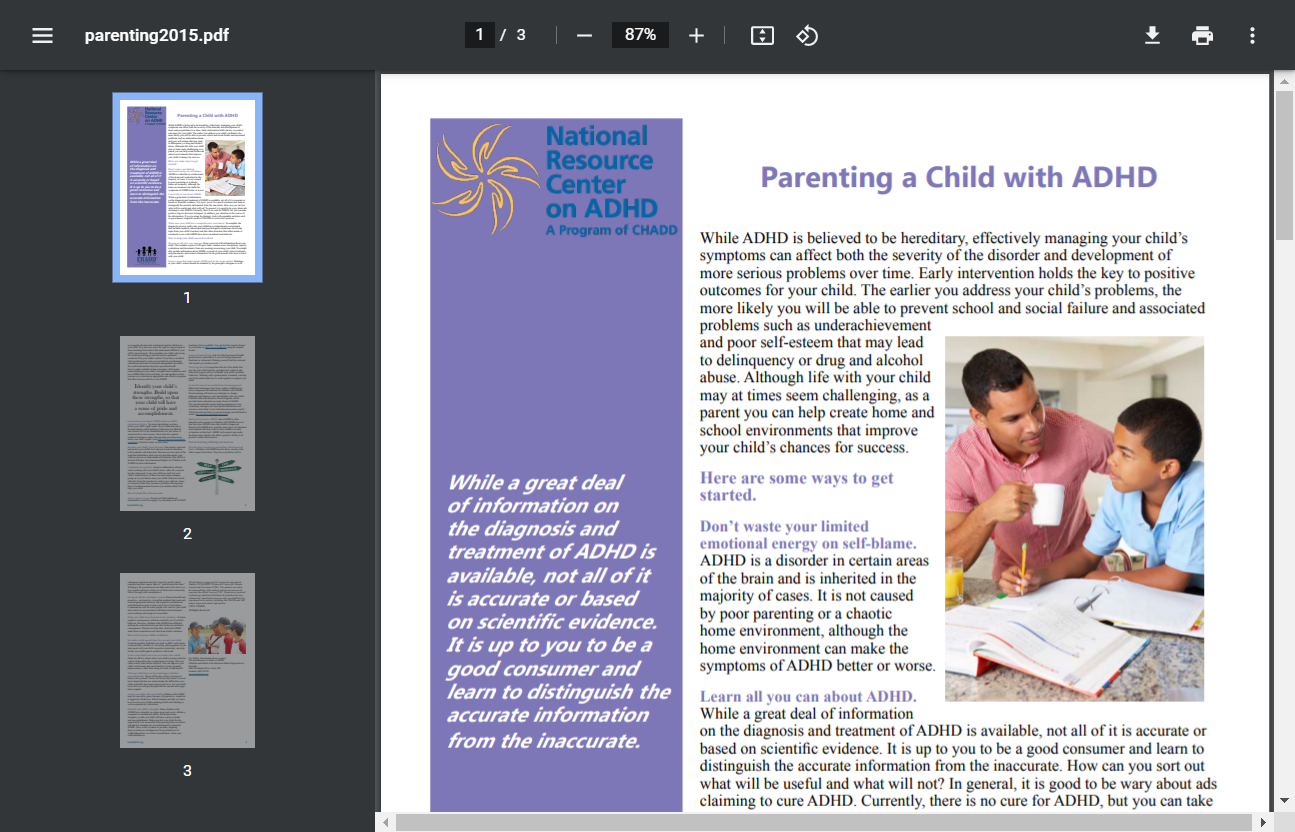 parenting2015.pdf
1 / 3
87%
1
2
3
National
Resource
Center
on ADHD
A Program of CHADD
While a great deal
of information on
the diagnosis and
treatment of ADHD is
available, not all of it
is accurate or based
on scientific evidence.
It is up to you to be a
good consumer and
learn to distinguish the
accurate information
from the inaccurate.
Parenting a Child with ADHD
While ADHD is believed to be hereditary, effectively managing your child’s
symptoms can affect both the severity of the disorder and development of
more serious problems over time. Early intervention holds the key to positive
outcomes for your child. The earlier you address your child’s problems, the
more likely you will be able to prevent school and social failure and associated
problems such as underachievement
and poor self-esteem that may lead
to delinquency or drug and alcohol
abuse. Although life with your child
may at times seem challenging, as a
parent you can help create home and
school environments that improve
your child’s chances for success.
Here are some ways to get
started.
Don’t waste your limited
emotional energy on self-blame.
ADHD is a disorder in certain areas
of the brain and is inherited in the
majority of cases. It is not caused
by poor parenting or a chaotic
home environment, although the
home environment can make the
symptoms of ADHD better or worse.
Learn all you can about ADHD.
While a great deal of information
on the diagnosis and treatment of ADHD is available, not all of it is accurate or
based on scientific evidence. It is up to you to be a good consumer and learn to
distinguish the accurate information from the inaccurate. How can you sort out
what will be useful and what will not? In general, it is good to be wary about ads
claiming to cure ADHD. Currently, there is no cure for ADHD, but you can take